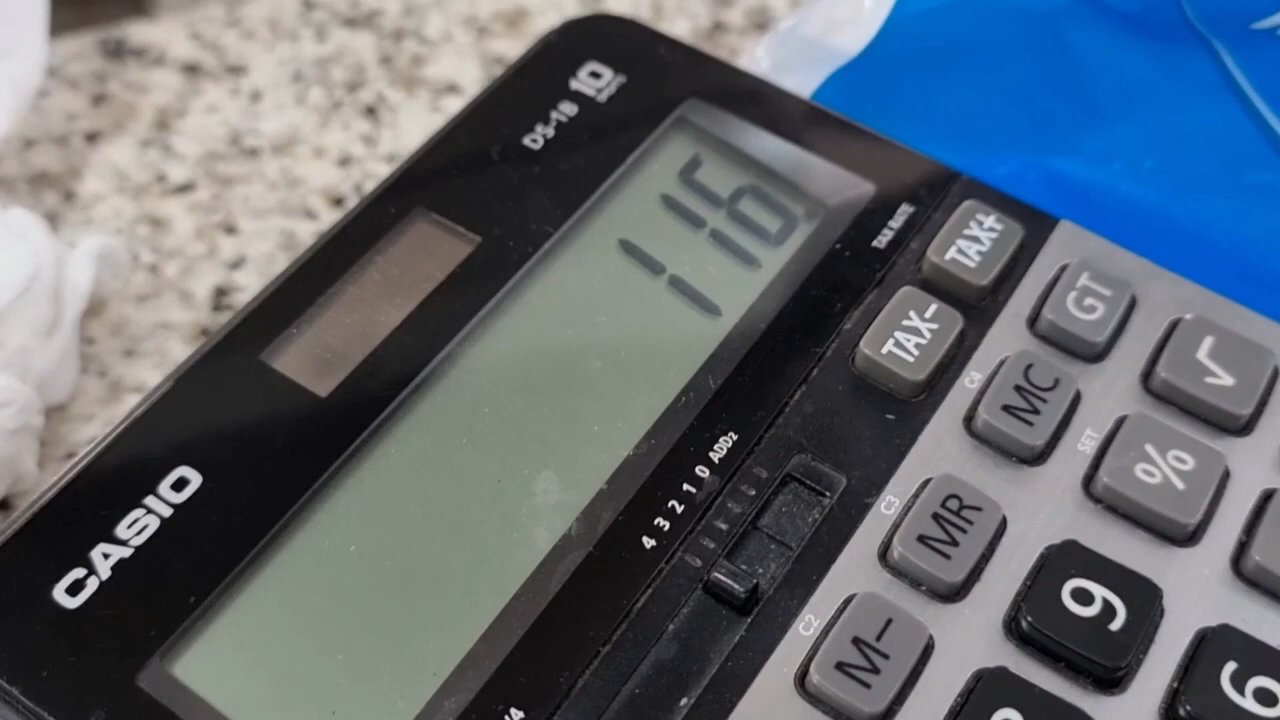 CASIO
DS-1B 10
116
TAX RATE
TAX+
TAX-
4 3 2 1 0 ADD2
GT
√
C4
MC
SET
%
C3
MR
9
C2
M-
6